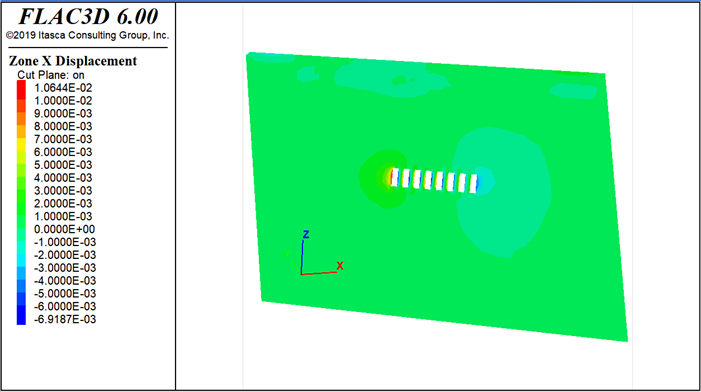 FLAC3D 6.00
©2019 Itasca Consulting Group, Inc.
Zone X Displacement
Cut Plane: on
1.0644E-02
1.0000E-02
9.0000E-03
8.0000E-03
7.0000E-03
6.0000E-03
5.0000E-03
4.0000E-03
3.0000E-03
2.0000E-03
1.0000E-03
0.0000E+00
-1.0000E-03
-2.0000E-03
-3.0000E-03
-4.0000E-03
-5.0000E-03
-6.0000E-03
-6.9187E-03
Z
X